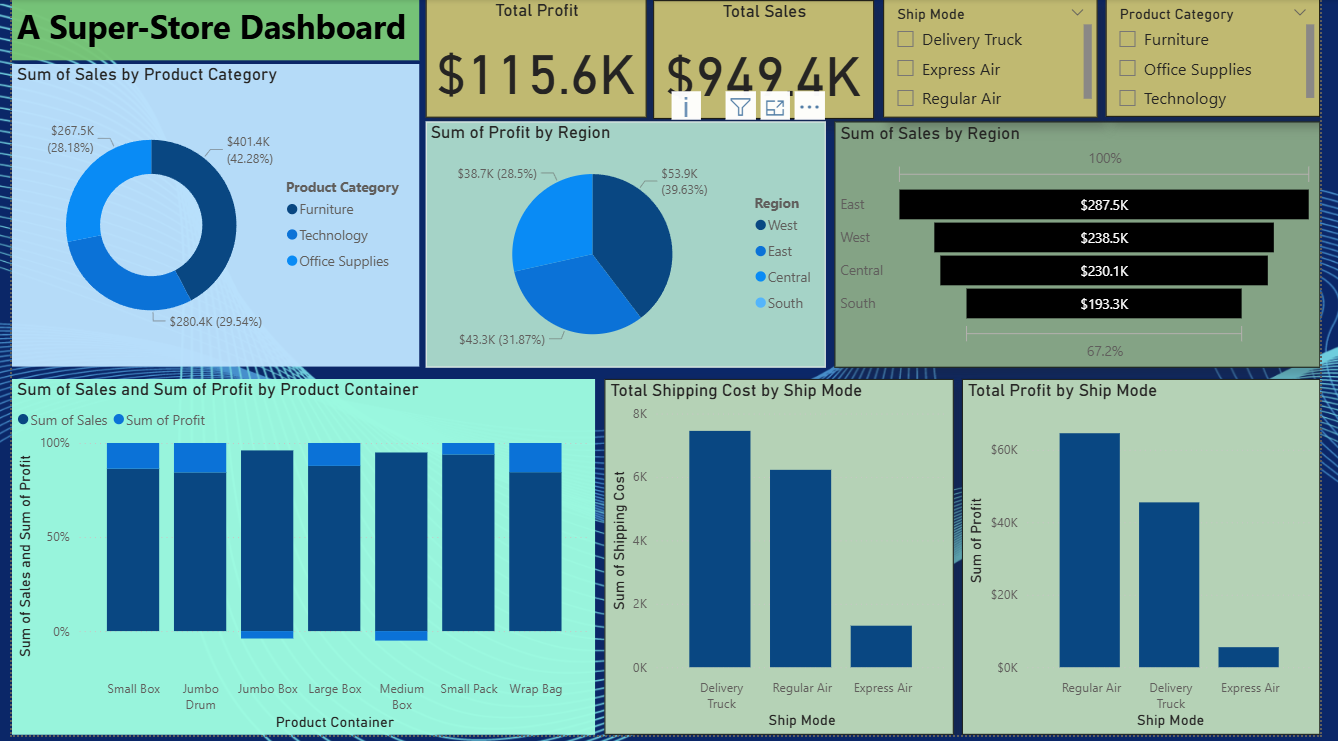 A Super-Store Dashboard
Total Profit
$115.6K
Total Sales
$949.4K
Ship Mode
Delivery Truck
Express Air
Regular Air
Product Category
Furniture
Office Supplies
Technology
Sum of Sales by Product Category
$267.5K
(28.18%)
$401.4K
(42.28%)
$280.4K (29.54%)
Product Category
Furniture
Technology
Office Supplies
Sum of Profit by Region
$38.7K (28.5%)
$53.9K
(39.63%)
$43.3K (31.87%)
Region
West
East
Central
South
Sum of Sales by Region
100%
East
$287.5K
West
$238.5K
Central
$230.1K
South
$193.3K
67.2%
Sum of Sales and Sum of Profit by Product Container
Sum of Sales
Sum of Profit
Sum of Sales and Sum of Profit
100%
50%
0%
Small Box
Jumbo
Drum
Jumbo Box
Large Box
Medium
Box
Small Pack
Wrap Bag
Product Container
Total Shipping Cost by Ship Mode
Sum of Shipping Cost
8K
6K
4K
2K
0K
Delivery
Truck
Regular Air
Express Air
Ship Mode
Total Profit by Ship Mode
Sum of Profit
$60K
$40K
$20K
$0K
Regular Air
Delivery
Truck
Express Air
Ship Mode